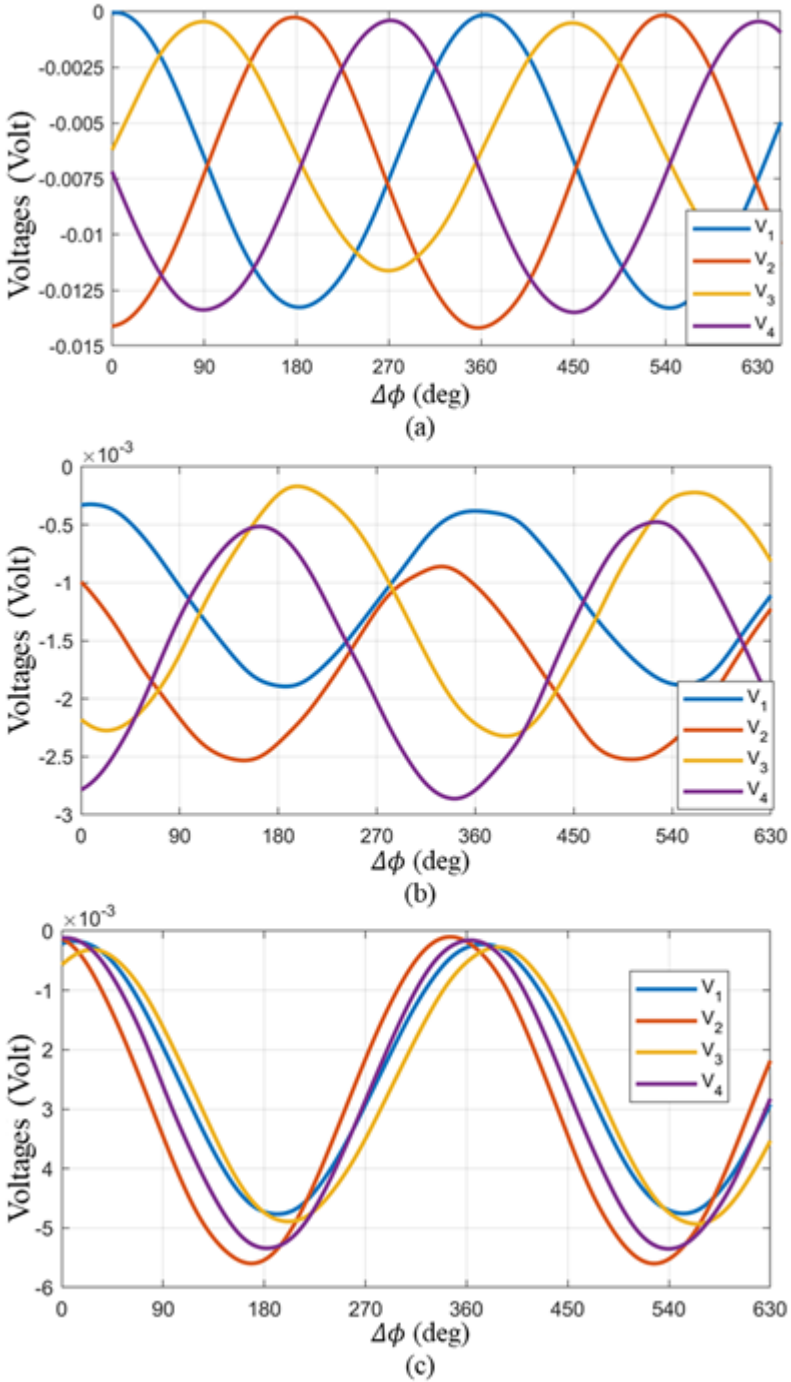 0
-0.0025
-0.005
-0.0075
-0.01
-0.0125
-0.015
Voltages (Volt)
V1
V2
V3
V4
0 90 180 270 360 450 540 630
Δϕ (deg)
(a)
×10-3
0
-0.5
-1
-1.5
-2
-2.5
-3
Voltages (Volt)
V1
V2
V3
V4
0 90 180 270 360 450 540 630
Δϕ (deg)
(b)
×10-3
0
-1
2
3
4
-5
-6
Voltages (Volt)
V1
V2
V3
V4
0 90 180 270 360 450 540 630
Δϕ (deg)
(c)